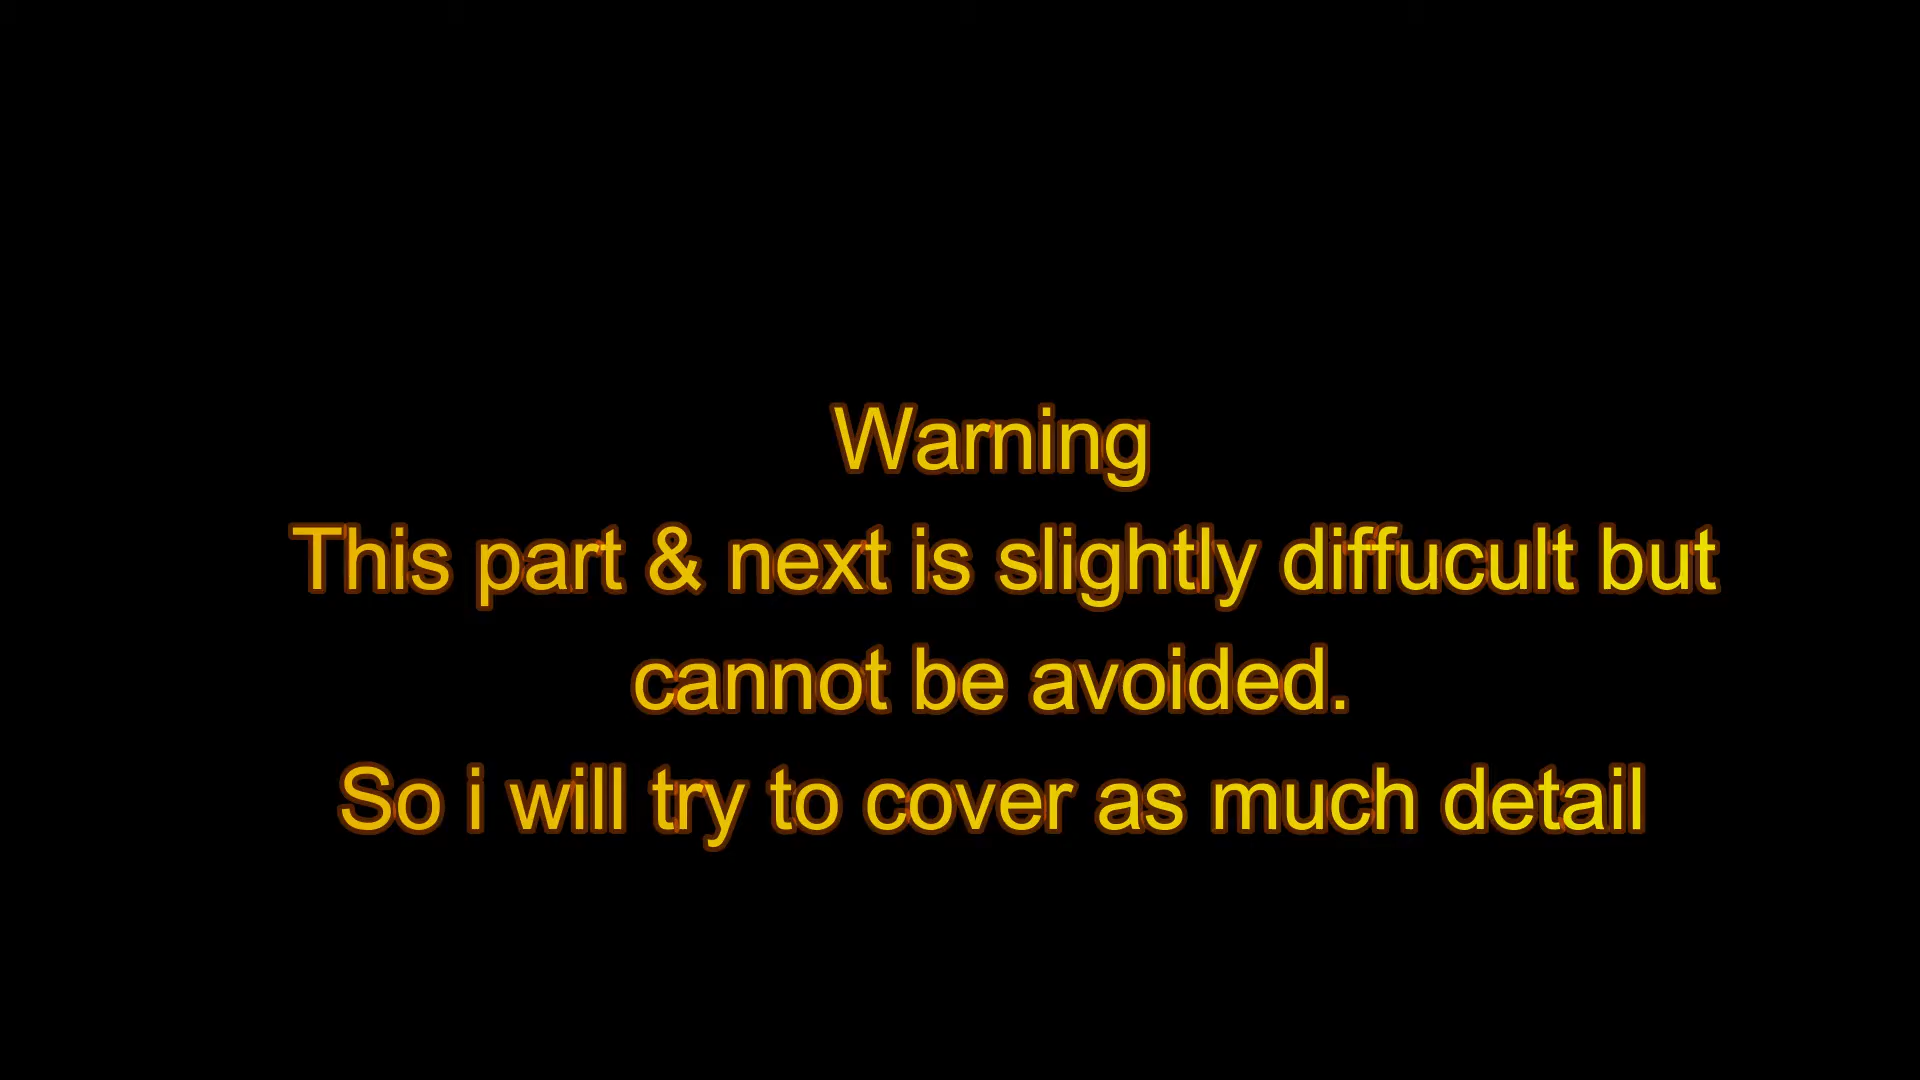 Warning
This part & next is slightly diffucult but
cannot be avoided.
So i will try to cover as much detail